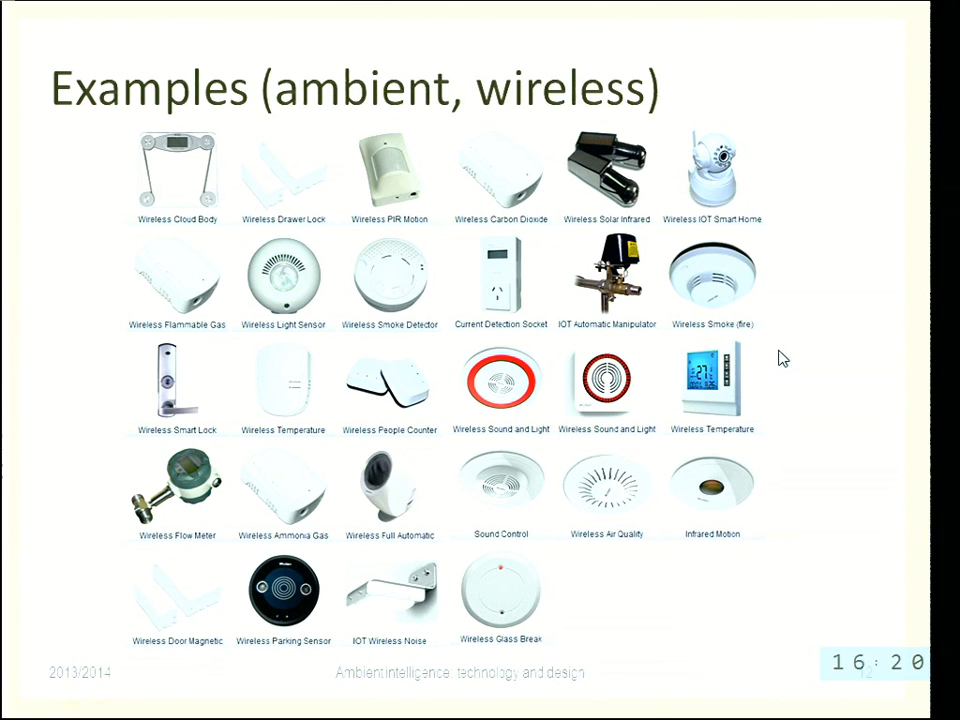 Examples (ambient, wireless)
Wireless Cloud Body
Wireless Drawer Lock
Wireless PIR Motion
Wireless Carbon Dioxide
Wireless Solar Infrared
Wireless IOT Smart Home
Wireless Flammable Gas
Wireless Light Sensor
Wireless Smoke Detector
Current Detection Socket
IOT Automatic Manipulator
Wireless Smoke (fire)
Wireless Smart Lock
Wireless Temperature
Wireless People Counter
Wireless Sound and Light
Wireless Sound and Light
Wireless Temperature
Wireless Flow Meter
Wireless Ammonia Gas
Wireless Full Automatic
Sound Control
Wireless Air Quality
Infrared Motion
Wireless Door Magnetic
Wireless Parking Sensor
IOT Wireless Noise
Wireless Glass Break
2013/2014
Ambient intelligence: technology and design
12
16:20